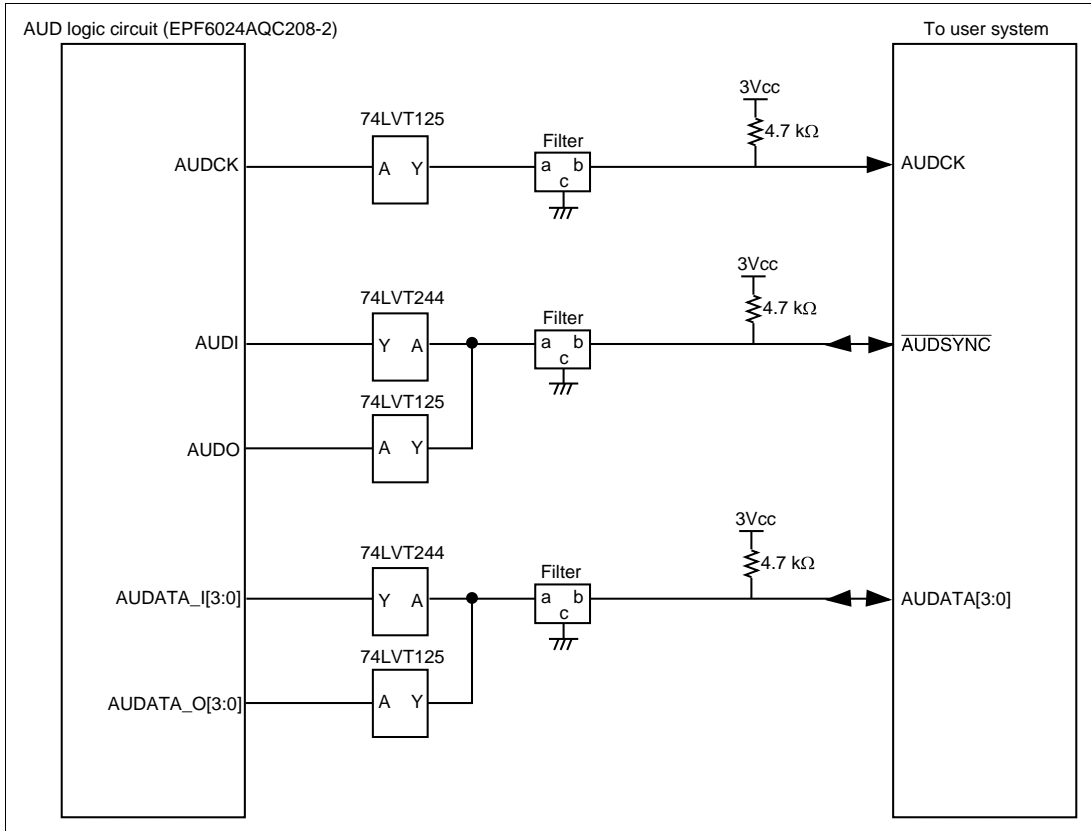 AUD logic circuit (EPF6024AQC208-2)
To user system
3Vcc
4.7 kΩ
74LVT125
Filter
AUDCK
A Y
a b
c
AUDCK
3Vcc
4.7 kΩ
74LVT244
Filter
AUDI
Y A
a b
c
AUDSYNC
74LVT125
AUDO
A Y
3Vcc
4.7 kΩ
74LVT244
Filter
AUDATA_I[3:0]
Y A
a b
c
AUDATA[3:0]
74LVT125
AUDATA_O[3:0]
A Y